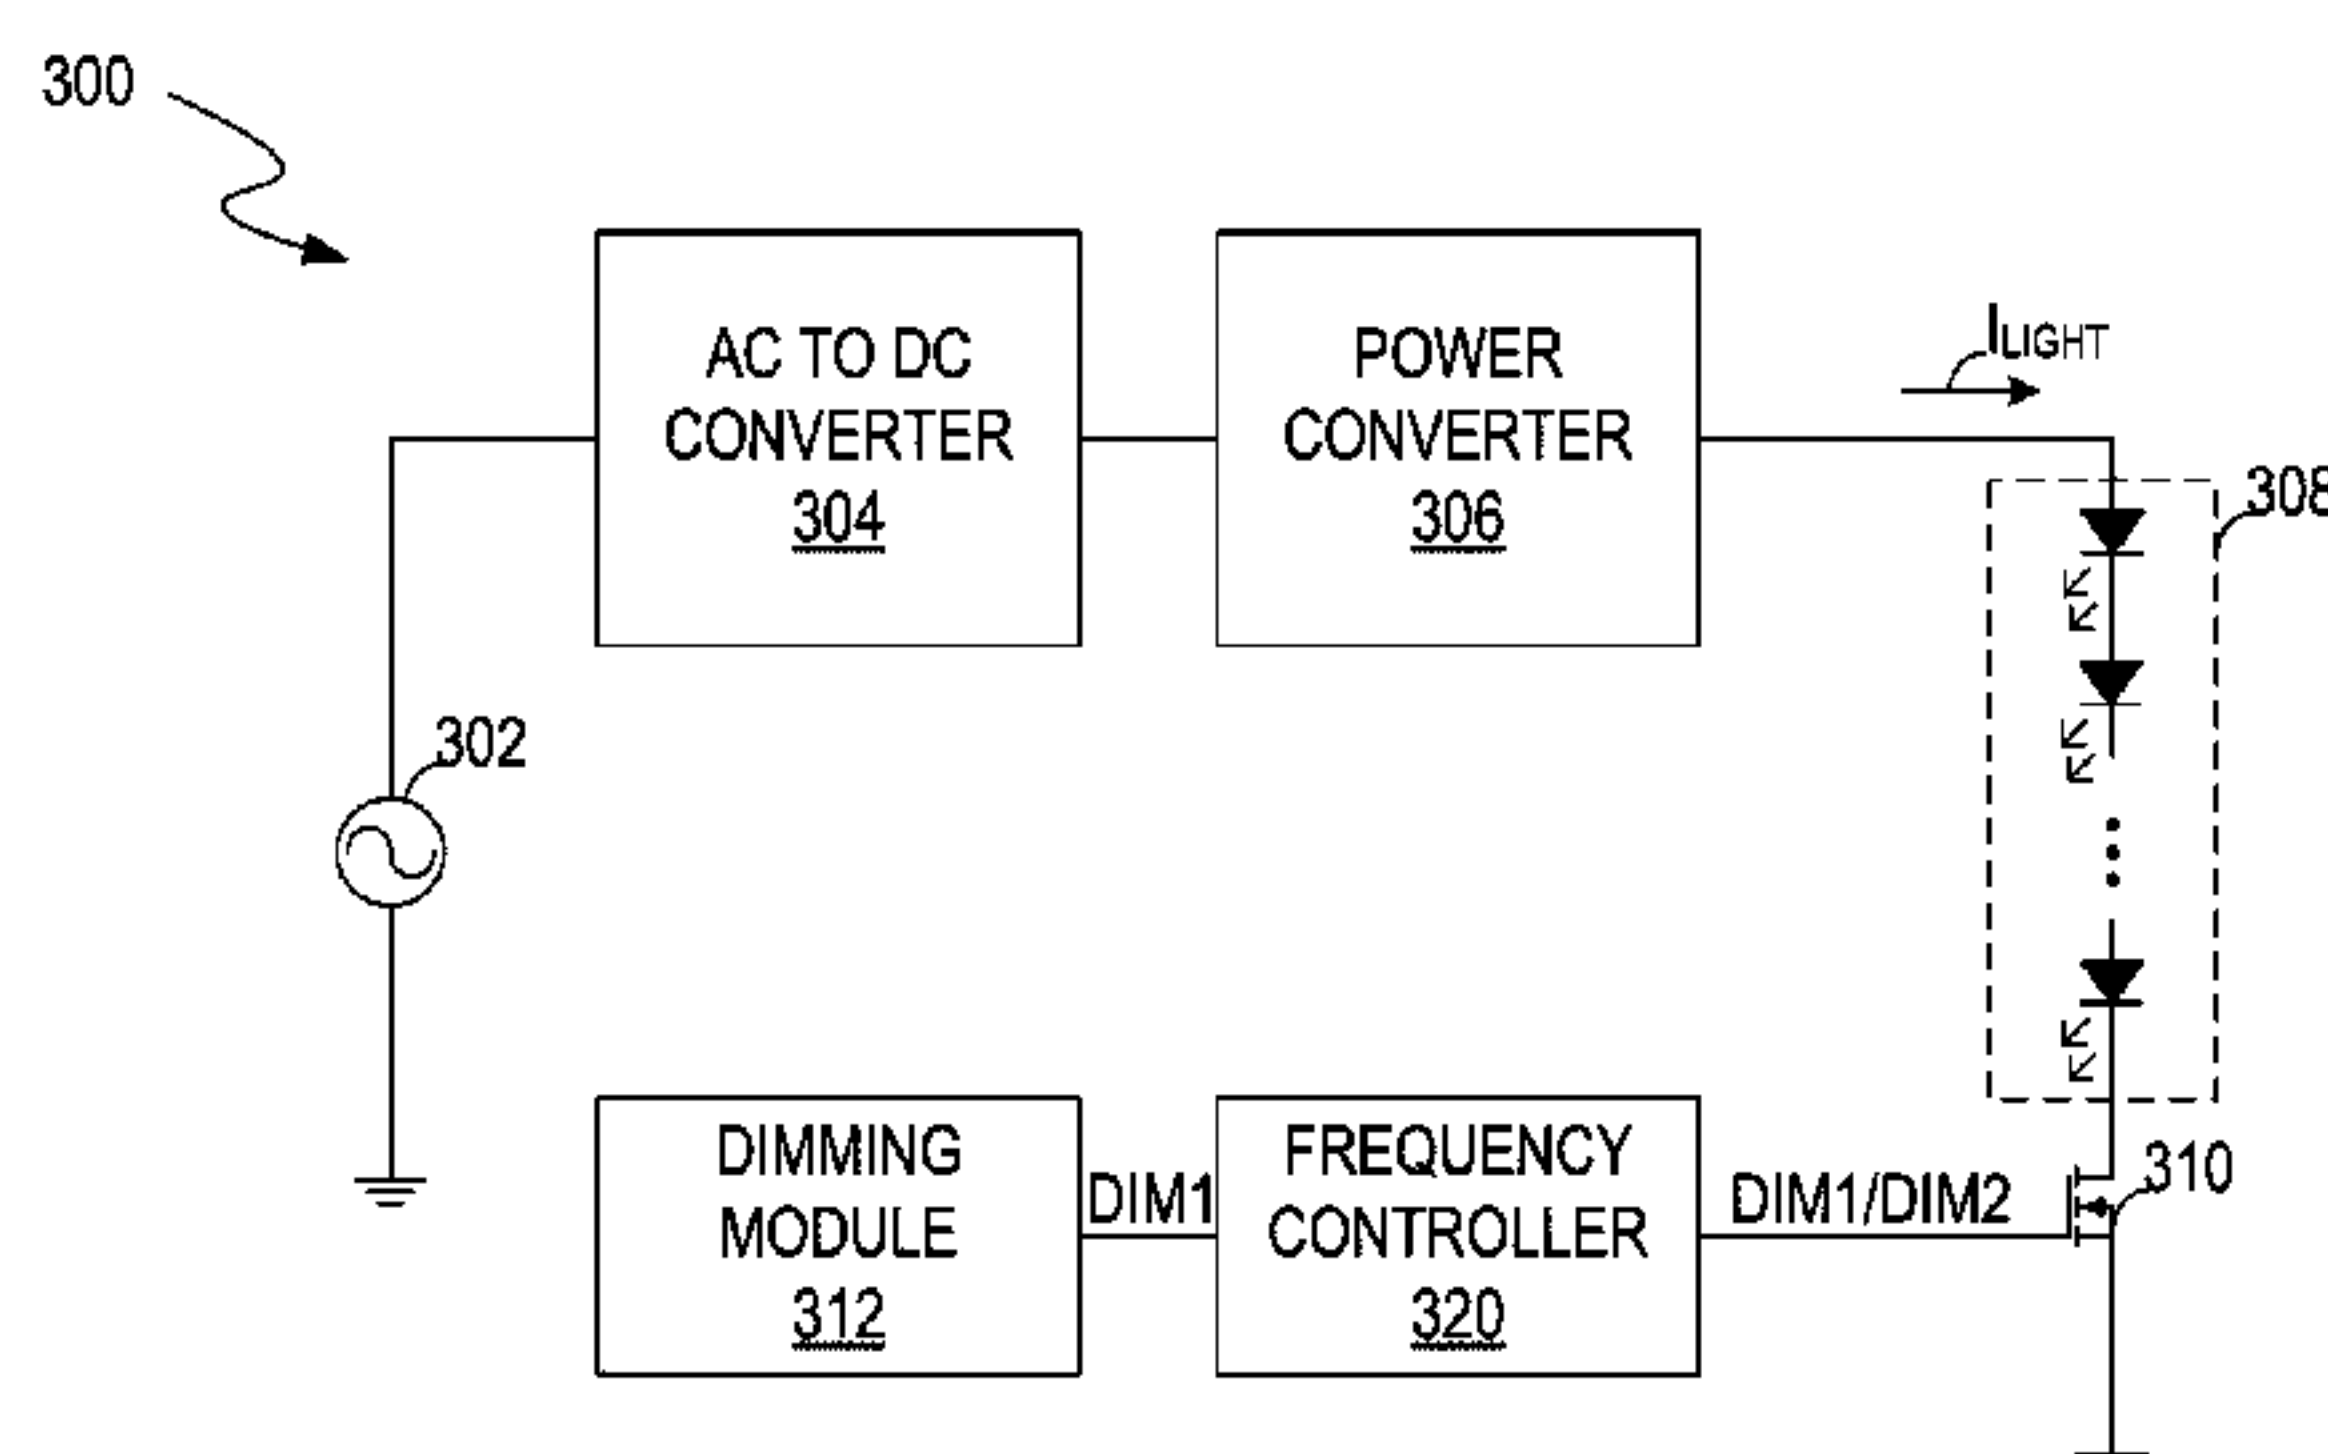 300
AC TO DC
CONVERTER
304
POWER
CONVERTER
306
ILIGHT
308
302
DIMMING
MODULE
312
DIM1
FREQUENCY
CONTROLLER
320
DIM1/DIM2
310